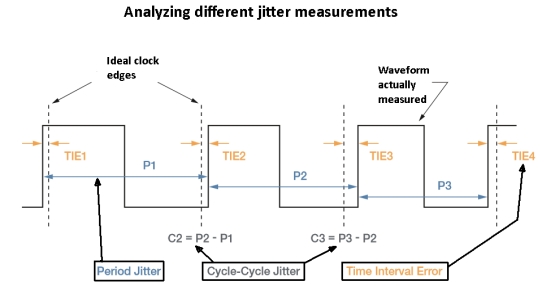 Analyzing different jitter measurements
Ideal clock
edges
Waveform
actually
measured
TIE1
P1
TIE2
P2
TIE3
P3
TIE4
C2 = P2 - P1
C3 = P3 - P2
Period Jitter
Cycle-Cycle Jitter
Time Interval Error